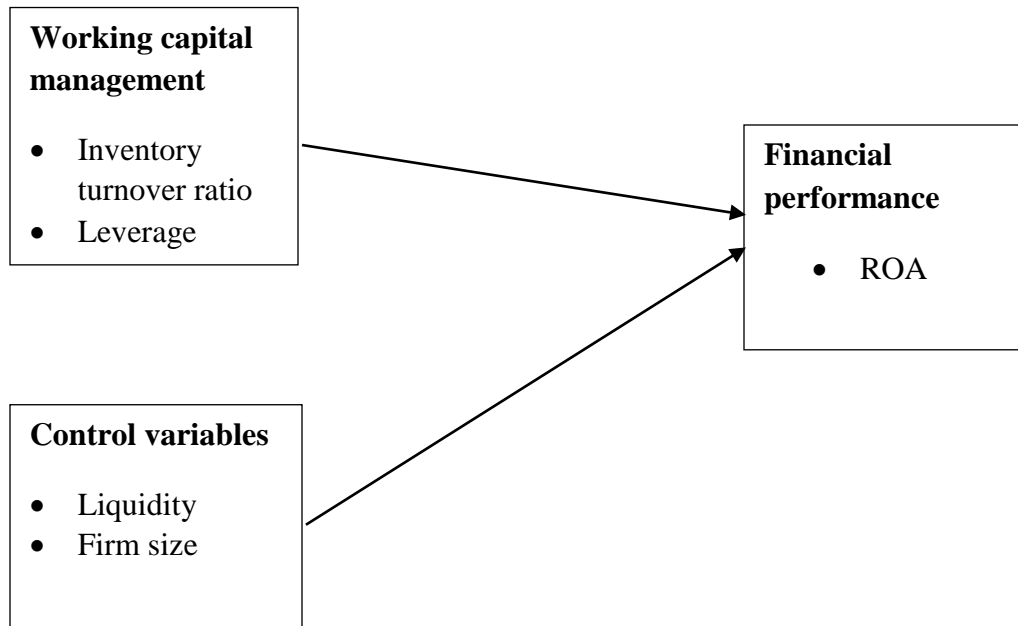 Working capital
management
• Inventory
turnover ratio
• Leverage
Financial
performance
• ROA
Control variables
• Liquidity
• Firm size